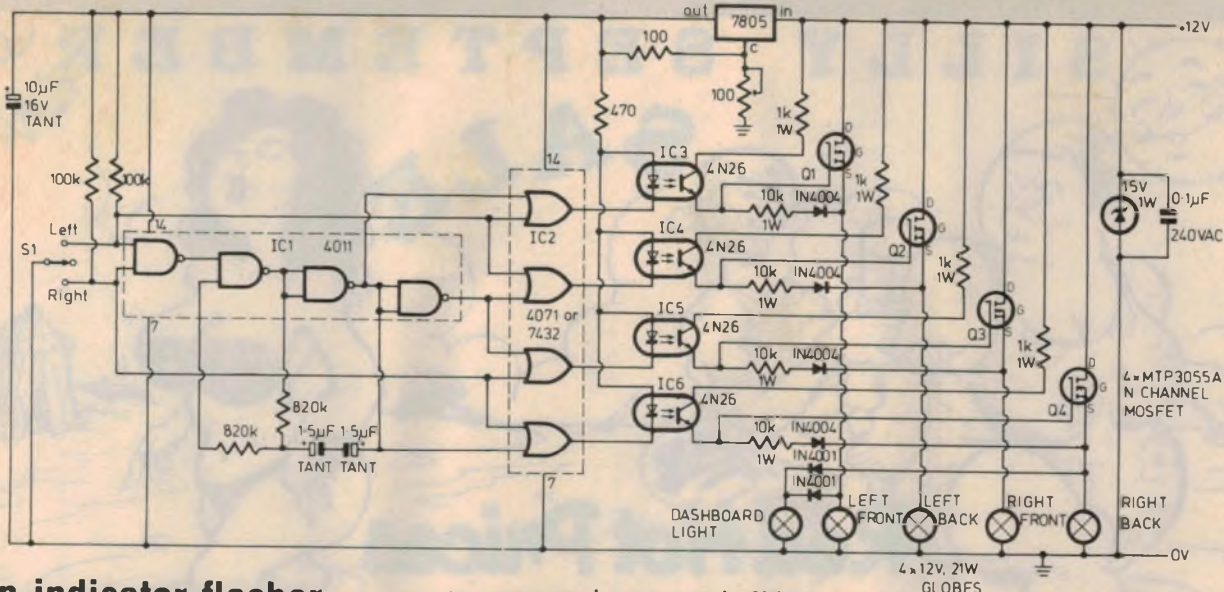 out
7805
in
+12V
c
100
100
10µF
16V
TANT
470
1k
1W
D
G
S
IC3
4N26
Q1
10k
1W
IN4004
100k
100k
14
14
15V
1W
0·1µF
240VAC
Left
S1
Right
IC1
4011
IC2
IC4
4N26
1k
1W
D
G
Q2
S
10k
1W
IN4004
7
4071 or
7432
IC5
4N26
1k
1W
D
G
Q3
S
10k
1W
IN4004
4xMTP3055A
N CHANNEL
MOSFET
IC6
4N26
1k
1W
D
G
Q4
S
820k
820k
1·5µF
1·5µF
TANT
TANT
10k
1W
IN4004
IN4001
IN4001
7
DASHBOARD
LIGHT
LEFT
FRONT
LEFT
BACK
RIGHT
FRONT
RIGHT
BACK
0V
4x12V, 21W
GLOBES
indicator flasher